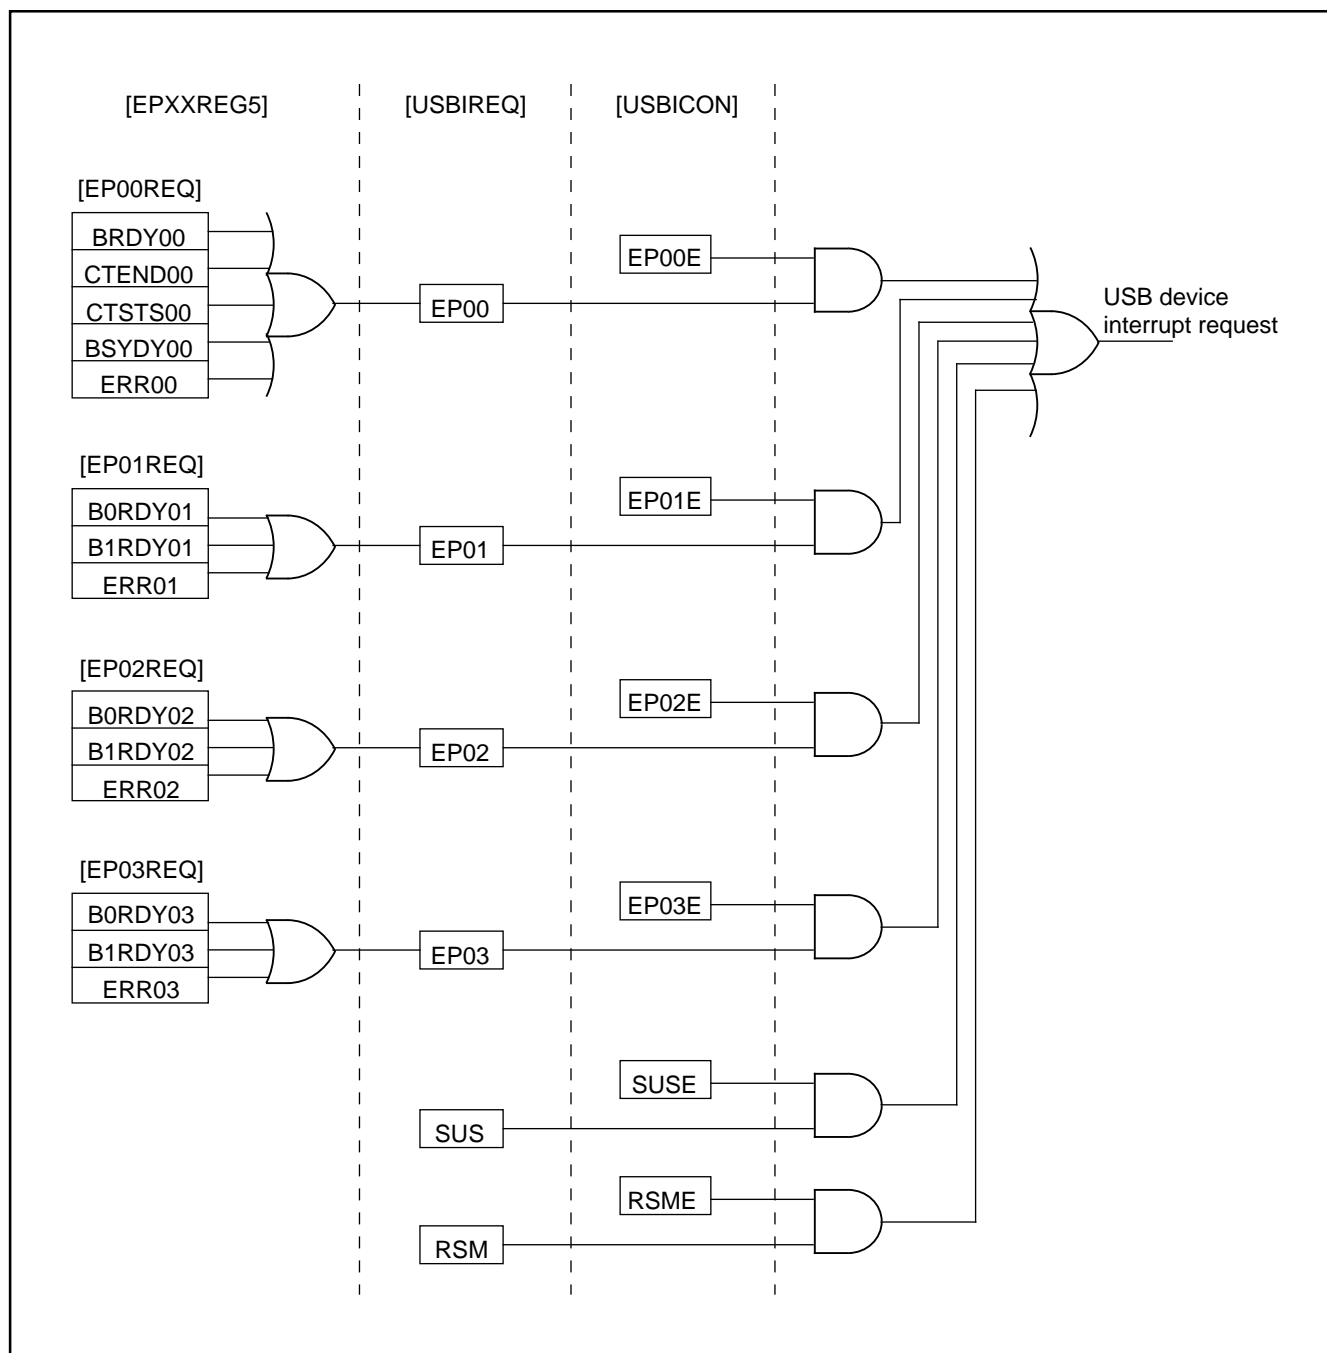 [EPXXREG5]
[USBIREQ]
[USBICON]
[EP00REQ]
BRDY00
CTEND00
CTSTS00
BSYDY00
ERR00
EP00
EP00E
USB device
interrupt request
[EP01REQ]
B0RDY01
B1RDY01
ERR01
EP01
EP01E
[EP02REQ]
B0RDY02
B1RDY02
ERR02
EP02
EP02E
[EP03REQ]
B0RDY03
B1RDY03
ERR03
EP03
EP03E
SUSE
SUS
RSME
RSM